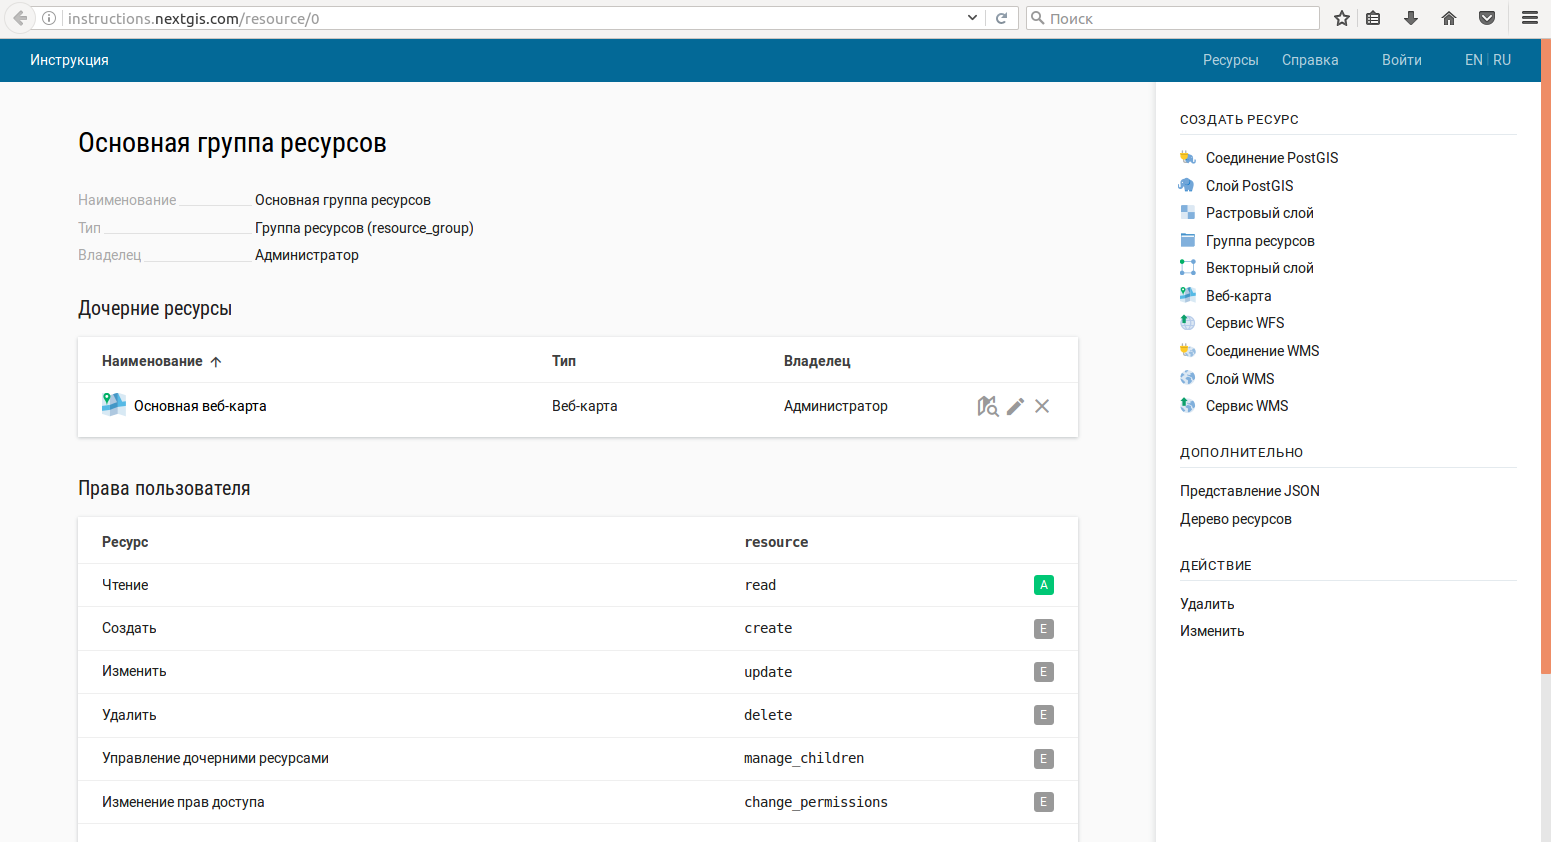 instructions.nextgis.com/resource/0
Поиск
Инструкция
Ресурсы Справка Войти EN RU
Основная группа ресурсов
Наименование Основная группа ресурсов
Тип Группа ресурсов (resource_group)
Владелец Администратор
Дочерние ресурсы
Наименование Тип Владелец
Основная веб-карта Веб-карта Администратор
Права пользователя
Ресурс resource
Чтение read A
Создать create E
Изменить update E
Удалить delete E
Управление дочерними ресурсами manage_children E
Изменение прав доступа change_permissions E
СОЗДАТЬ РЕСУРС
Соединение PostGIS
Слой PostGIS
Растровый слой
Группа ресурсов
Векторный слой
Веб-карта
Сервис WFS
Соединение WMS
Слой WMS
Сервис WMS
ДОПОЛНИТЕЛЬНО
Представление JSON
Дерево ресурсов
ДЕЙСТВИЕ
Удалить
Изменить